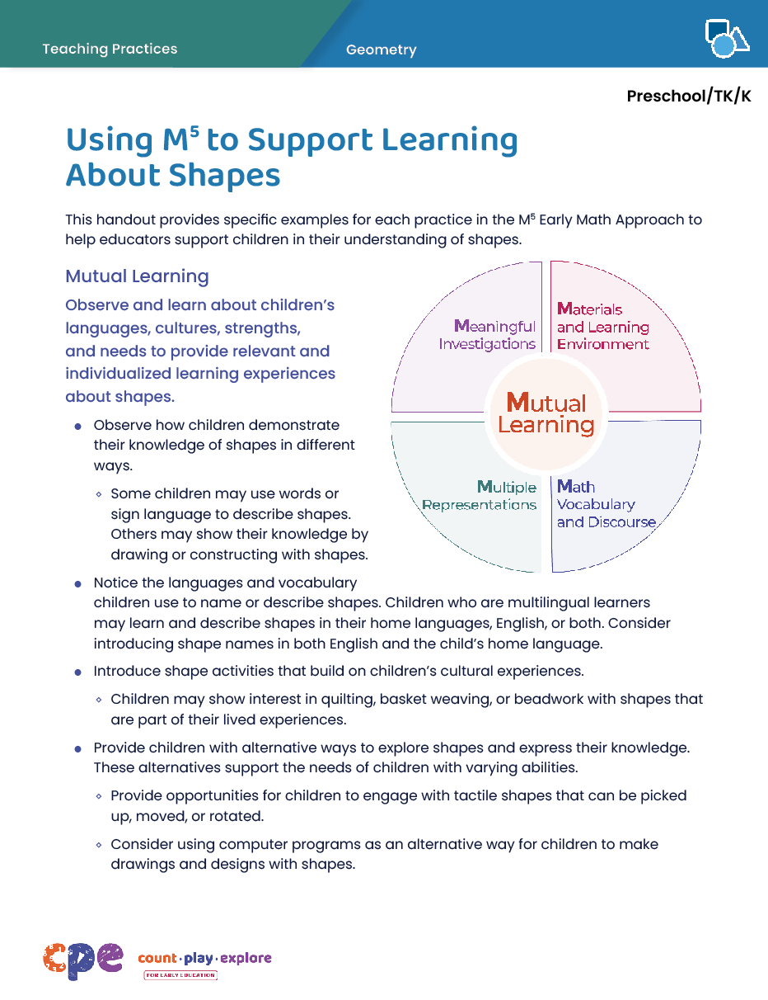 Teaching Practices
Geometry
Preschool/TK/K
Using M⁵ to Support Learning
About Shapes
This handout provides specific examples for each practice in the M⁵ Early Math Approach to
help educators support children in their understanding of shapes.
Mutual Learning
Observe and learn about children’s
languages, cultures, strengths,
and needs to provide relevant and
individualized learning experiences
about shapes.
● Observe how children demonstrate
their knowledge of shapes in different
ways.
⋄ Some children may use words or
sign language to describe shapes.
Others may show their knowledge by
drawing or constructing with shapes.
Meaningful
Investigations
Materials
and Learning
Environment
Mutual
Learning
Multiple
Representations
Math
Vocabulary
and Discourse
● Notice the languages and vocabulary
children use to name or describe shapes. Children who are multilingual learners
may learn and describe shapes in their home languages, English, or both. Consider
introducing shape names in both English and the child’s home language.
● Introduce shape activities that build on children’s cultural experiences.
⋄ Children may show interest in quilting, basket weaving, or beadwork with shapes that
are part of their lived experiences.
● Provide children with alternative ways to explore shapes and express their knowledge.
These alternatives support the needs of children with varying abilities.
⋄ Provide opportunities for children to engage with tactile shapes that can be picked
up, moved, or rotated.
⋄ Consider using computer programs as an alternative way for children to make
drawings and designs with shapes.
cpe
count·play·explore
FOR EARLY EDUCATION